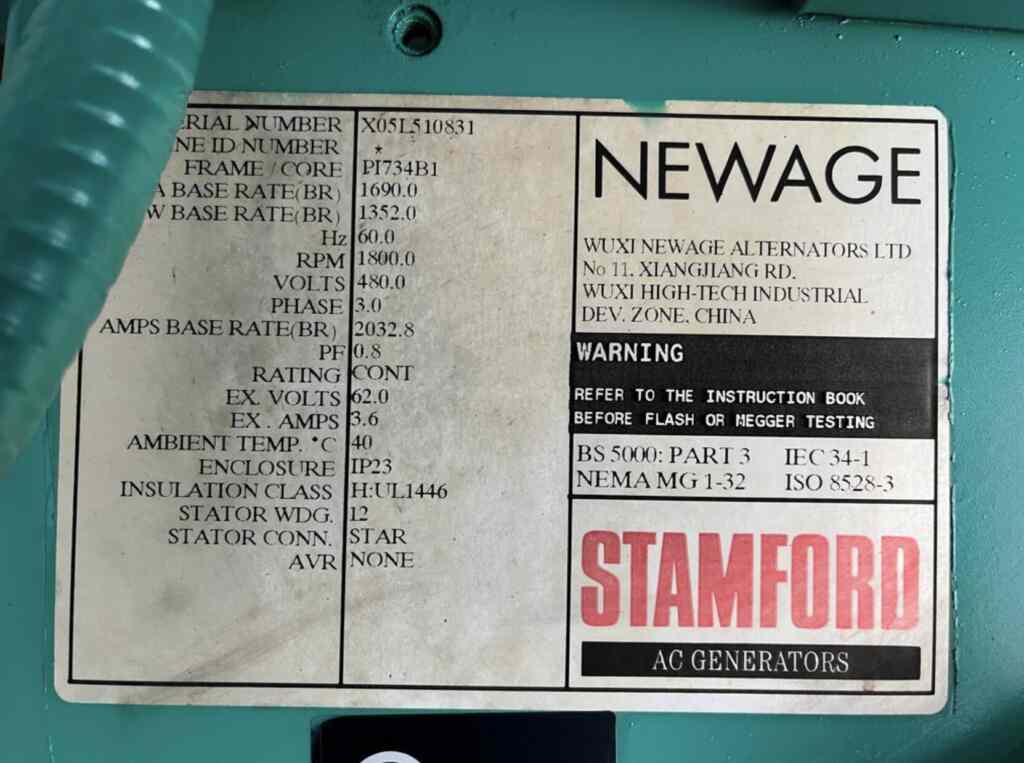 ERIAL NUMBER X05L510831
NE ID NUMBER *
FRAME / CORE PI734B1
A BASE RATE(BR) 1690.0
W BASE RATE(BR) 1352.0
Hz 60.0
RPM 1800.0
VOLTS 480.0
PHASE 3.0
AMPS BASE RATE(BR) 2032.8
PF 0.8
RATING CONT
EX. VOLTS 62.0
EX. AMPS 3.6
AMBIENT TEMP. °C 40
ENCLOSURE IP23
INSULATION CLASS H:UL1446
STATOR WDG. 12
STATOR CONN. STAR
AVR NONE
NEWAGE
WUXI NEWAGE ALTERNATORS LTD
No 11. XIANGJIANG RD.
WUXI HIGH-TECH INDUSTRIAL
DEV. ZONE. CHINA
WARNING
REFER TO THE INSTRUCTION BOOK
BEFORE FLASH OR MEGGER TESTING
BS 5000: PART 3 IEC 34-1
NEMA MG 1-32 ISO 8528-3
STAMFORD
AC GENERATORS